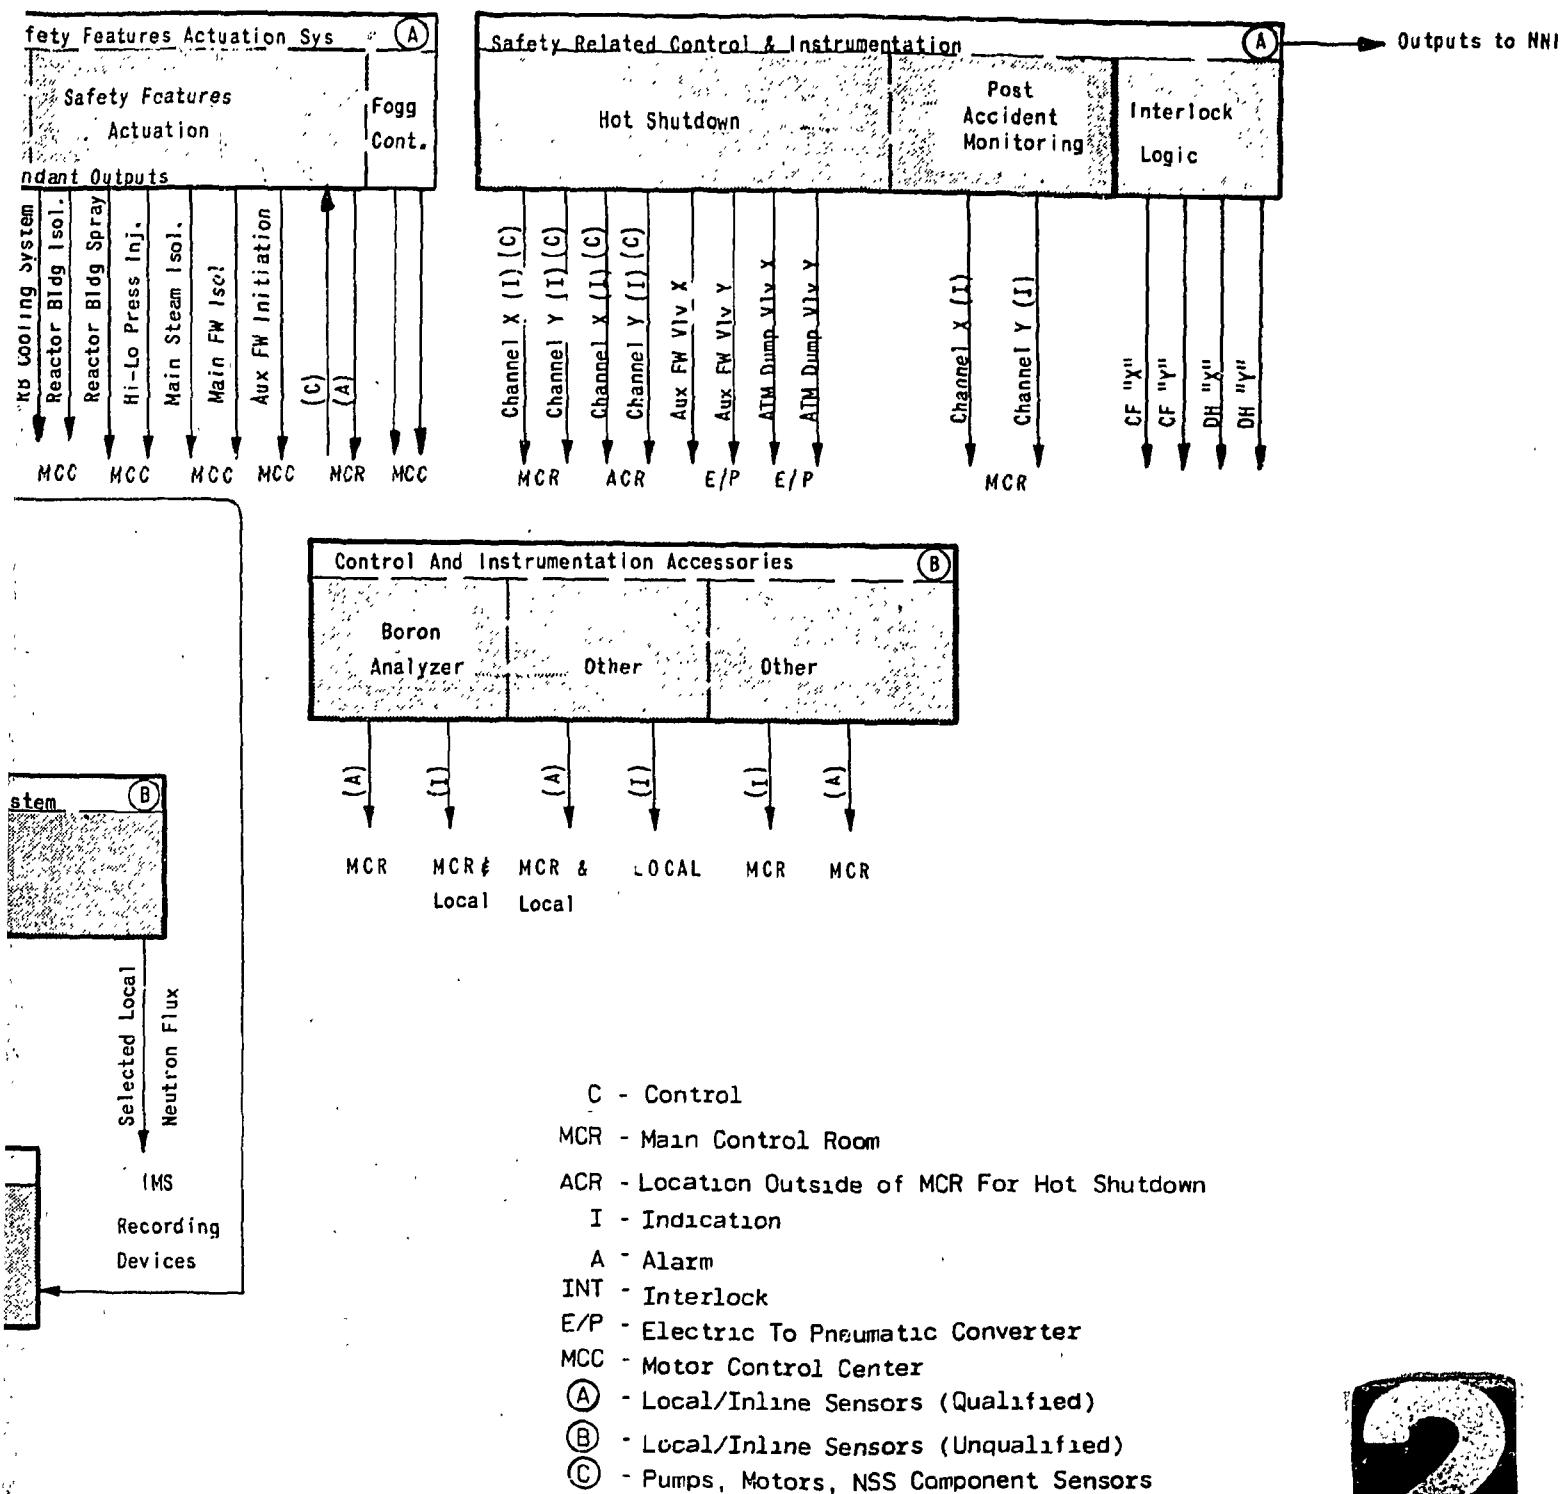 fety Features Actuation Sys
A
Safety Features
Actuation
Fogg
Cont.
ndant Outputs
RB Cooling System
Reactor Bldg Isol.
Reactor Bldg Spray
Hi-Lo Press Inj.
Main Steam Isol.
Main FW Isol
Aux FW Initiation
(C)
(A)
MCC
MCC
MCC
MCC
MCR
MCC
Safety Related Control & Instrumentation
A
Outputs to NNI
Hot Shutdown
Post
Accident
Monitoring
Interlock
Logic
Channel X (I) (C)
Channel Y (I) (C)
Channel X (I) (C)
Channel Y (I) (C)
Aux FW Vlv X
Aux FW Vlv Y
ATM Dump Vlv X
ATM Dump Vlv Y
Channel X (I)
Channel Y (I)
CF "X"
CF "Y"
DH "X"
DH "Y"
MCR
ACR
E/P
E/P
MCR
Control And Instrumentation Accessories
B
Boron
Analyzer
Other
Other
(A)
(I)
(A)
(I)
(I)
(A)
MCR
MCR &
Local
MCR &
Local
LOCAL
MCR
MCR
stem
B
Selected Local
Neutron Flux
IMS
Recording
Devices
C - Control
MCR - Main Control Room
ACR - Location Outside of MCR For Hot Shutdown
I - Indication
A - Alarm
INT - Interlock
E/P - Electric To Pneumatic Converter
MCC - Motor Control Center
A - Local/Inline Sensors (Qualified)
B - Local/Inline Sensors (Unqualified)
C - Pumps, Motors, NSS Component Sensors
2